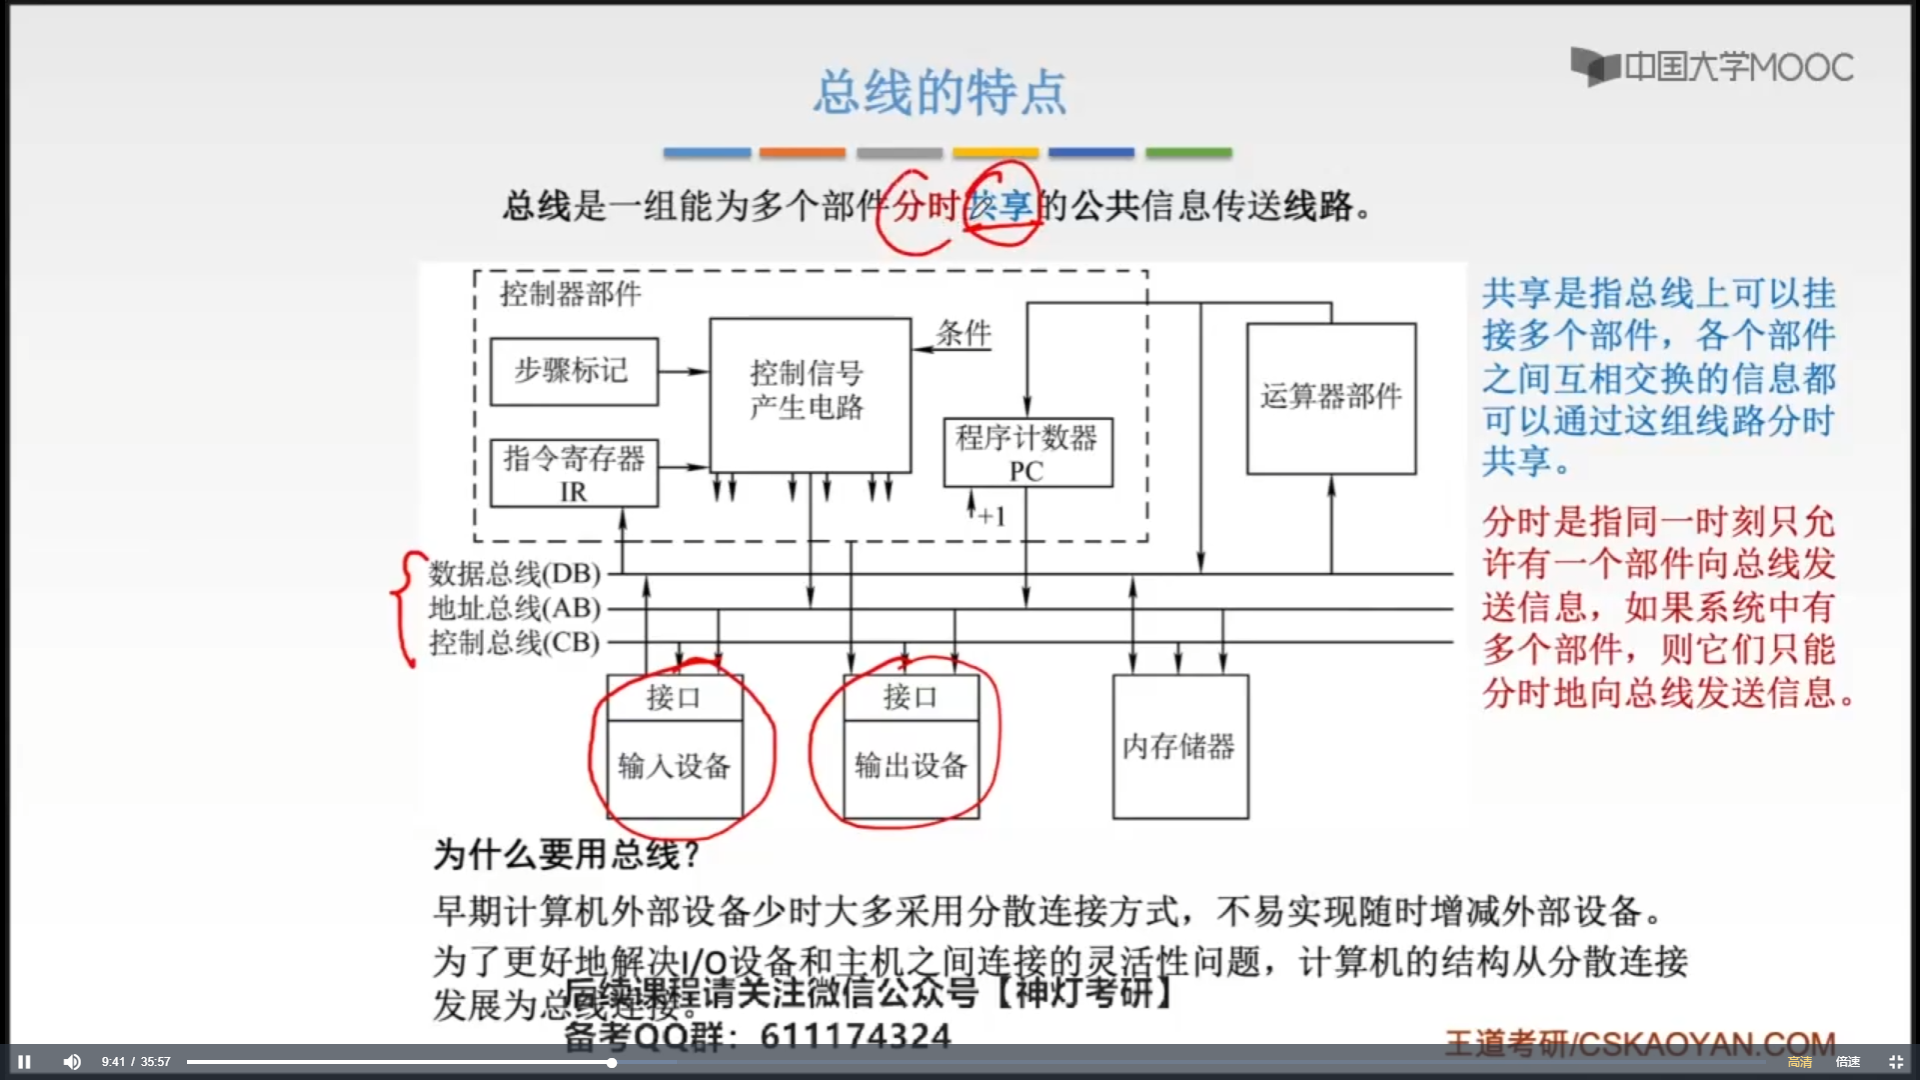 中国大学MOOC
总线的特点
总线是一组能为多个部件分时共享的公共信息传送线路。
控制器部件
步骤标记
控制信号
产生电路
条件
指令寄存器
IR
程序计数器
PC
+1
运算器部件
数据总线(DB)
地址总线(AB)
控制总线(CB)
接口
输入设备
接口
输出设备
内存储器
共享是指总线上可以挂
接多个部件，各个部件
之间互相交换的信息都
可以通过这组线路分时
共享。
分时是指同一时刻只允
许有一个部件向总线发
送信息，如果系统中有
多个部件，则它们只能
分时地向总线发送信息。
为什么要用总线？
早期计算机外部设备少时大多采用分散连接方式，不易实现随时增减外部设备。
为了更好地解决I/O设备和主机之间连接的灵活性问题，计算机的结构从分散连接
发展为总线连接。
后续课程请关注微信公众号【神灯考研】
备考QQ群：611174324
王道考研/CSKAOYAN.COM
9:41 / 35:57
高清
倍速